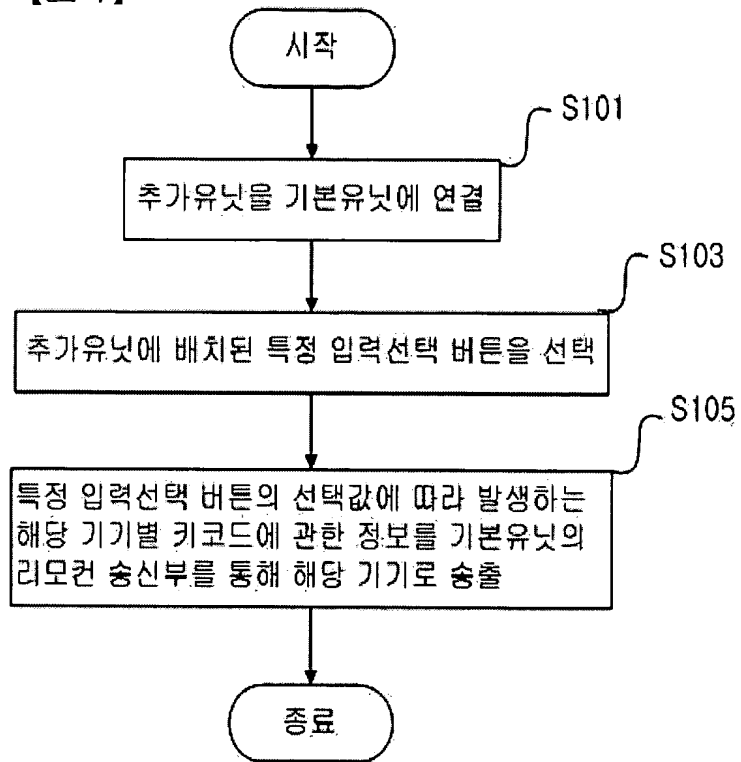 시작
S101
추가유닛을 기본유닛에 연결
S103
추가유닛에 배치된 특정 입력선택 버튼을 선택
S105
특정 입력선택 버튼의 선택값에 따라 발생하는
해당 기기별 키코드에 관한 정보를 기본유닛의
리모컨 송신부를 통해 해당 기기로 송출
종료